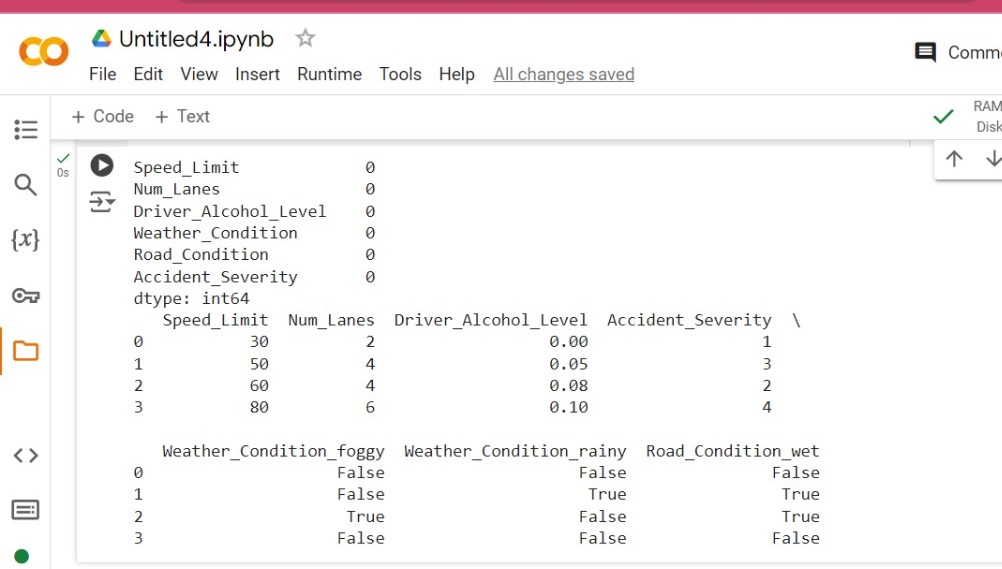 Untitled4.ipynb
File Edit View Insert Runtime Tools Help All changes saved
+ Code + Text
RAM
Disk
0s
{x}
Speed_Limit 0
Num_Lanes 0
Driver_Alcohol_Level 0
Weather_Condition 0
Road_Condition 0
Accident_Severity 0
dtype: int64
Speed_Limit Num_Lanes Driver_Alcohol_Level Accident_Severity \
0 30 2 0.00 1
1 50 4 0.05 3
2 60 4 0.08 2
3 80 6 0.10 4
Weather_Condition_foggy Weather_Condition_rainy Road_Condition_wet
0 False False False
1 False True True
2 True False True
3 False False False